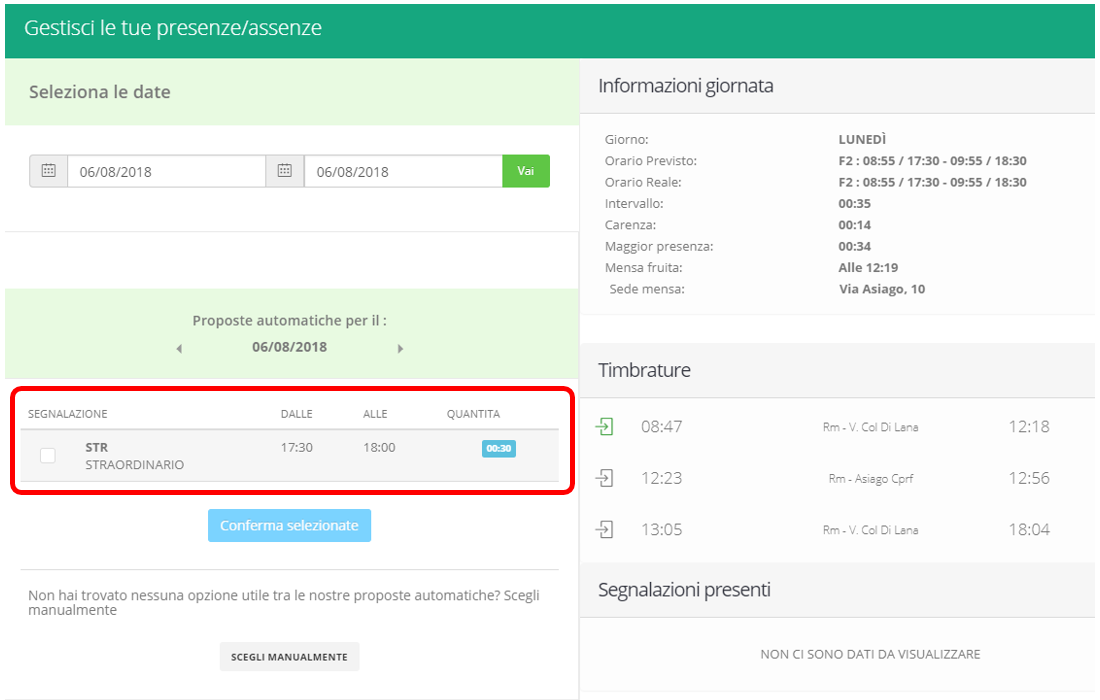 Gestisci le tue presenze/assenze
Seleziona le date
06/08/2018 06/08/2018 Vai
Proposte automatiche per il :
06/08/2018
SEGNALAZIONE DALLE ALLE QUANTITA
STR 17:30 18:00 00:30
STRAORDINARIO
Conferma selezionate
Non hai trovato nessuna opzione utile tra le nostre proposte automatiche? Scegli
manualmente
SCEGLI MANUALMENTE
Informazioni giornata
Giorno: LUNEDÌ
Orario Previsto: F2 : 08:55 / 17:30 - 09:55 / 18:30
Orario Reale: F2 : 08:55 / 17:30 - 09:55 / 18:30
Intervallo: 00:35
Carenza: 00:14
Maggior presenza: 00:34
Mensa fruita: Alle 12:19
Sede mensa: Via Asiago, 10
Timbrature
08:47 Rm - V. Col Di Lana 12:18
12:23 Rm - Asiago Cprf 12:56
13:05 Rm - V. Col Di Lana 18:04
Segnalazioni presenti
NON CI SONO DATI DA VISUALIZZARE